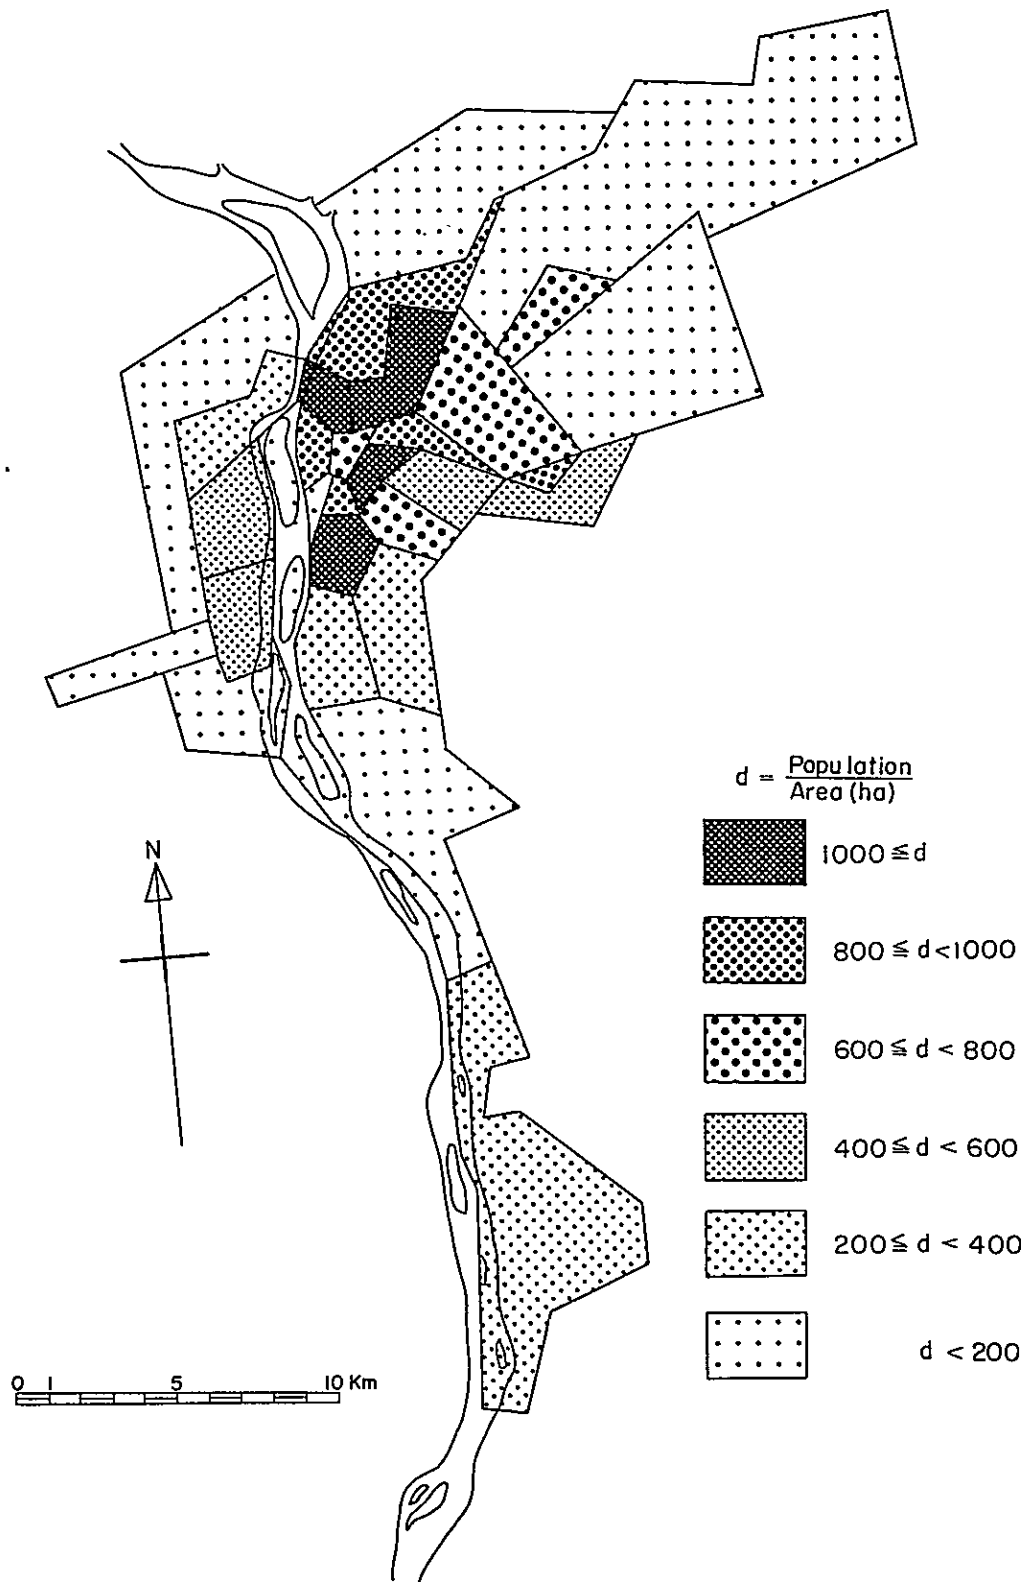 d = Population
Area (ha)
1000 ≦ d
800 ≦ d < 1000
600 ≦ d < 800
400 ≦ d < 600
200 ≦ d < 400
d < 200
N
0 1 5 10 Km